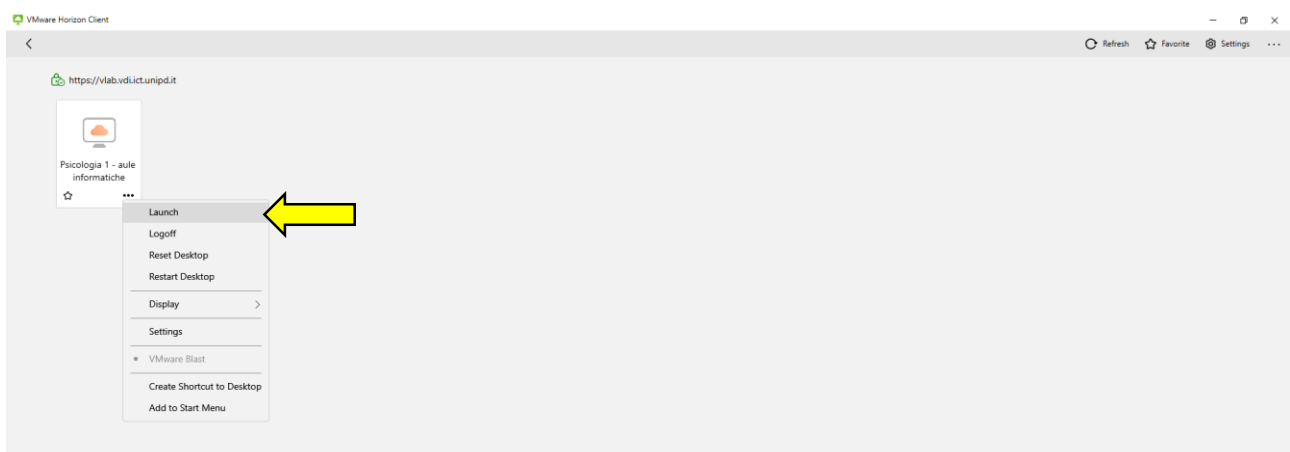 VMware Horizon Client
Refresh Favorite Settings
https://vlab.vdi.ict.unipd.it
Psicologia 1 - aule
informatiche
Launch
Logoff
Reset Desktop
Restart Desktop
Display
Settings
VMware Blast
Create Shortcut to Desktop
Add to Start Menu